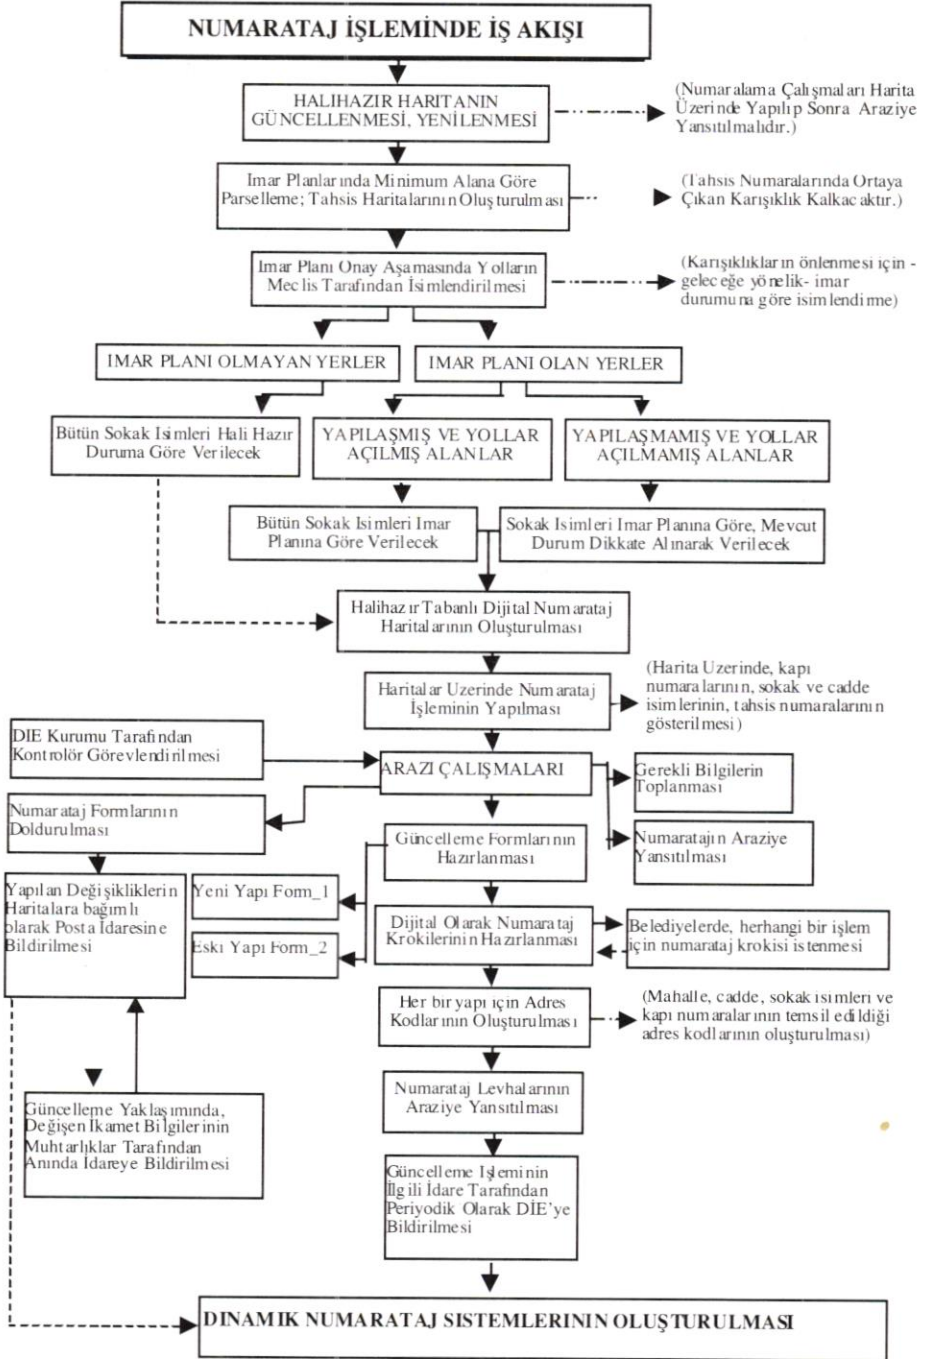 NUMARATAJ İŞLEMİNDE İŞ AKIŞI
HALIHAZIR HARITANIN
GÜNCELLENMESİ, YENİLENMESİ
(Numaralama Çalışmaları Harita
Üzerinde Yapılıp Sonra Araziye
Yansıtılmalıdır.)
Imar Planlarında Minimum Alana Göre
Parselleme; Tahsis Haritalarının Oluşturulması
(Tahsis Numaralarında Ortaya
Çıkan Karışıklık Kalkacaktır.)
Imar Planı Onay Aşamasında Yolların
Meclis Tarafından İsimlendirilmesi
(Karışıklıkların önlenmesi için -
geleceğe yönelik- imar
durumuna göre isimlendirme)
IMAR PLANI OLMAYAN YERLER
IMAR PLANI OLAN YERLER
Bütün Sokak Isimleri Hali Hazır
Duruma Göre Verilecek
YAPILAŞMIŞ VE YOLLAR
AÇILMIŞ ALANLAR
YAPILAŞMAMIŞ VE YOLLAR
AÇILMAMIŞ ALANLAR
Bütün Sokak Isimleri Imar
Planına Göre Verilecek
Sokak Isimleri Imar Planına Göre, Mevcut
Durum Dikkate Alınarak Verilecek
Halihazır Tabanlı Dijital Numarataj
Haritalarının Oluşturulması
Haritalar Uzerinde Numarataj
İşleminin Yapılması
(Harita Uzerinde, kapı
numaralarının, sokak ve cadde
isimlerinin, tahsis numaralarının
gösterilmesi)
DIE Kurumu Tarafından
Kontrolör Görevlendirilmesi
ARAZI ÇALIŞMALARI
Gerekli Bilgilerin
Toplanması
Numarataj Formlarının
Doldurulması
Güncelleme Formlarının
Hazırlanması
Numaratajın Araziye
Yansıtılması
Yapılan Değişikliklerin
Haritalara bağımlı
olarak Posta İdaresine
Bildirilmesi
Yeni Yapı Form_1
Eski Yapı Form_2
Dijital Olarak Numarataj
Krokilerinin Hazırlanması
Belediyelerde, herhangi bir işlem
için numarataj krokisi istenmesi
Her bir yapı için Adres
Kodlarının Oluşturulması
(Mahalle, cadde, sokak isimleri ve
kapı numaralarının temsil edildiği
adres kodlarının oluşturulması)
Numarataj Levhalarının
Araziye Yansıtılması
Güncelleme Yaklaşımında,
Değişen Ikamet Bilgilerinin
Muhtarlıklar Tarafından
Anında İdareye Bildirilmesi
Güncelleme Işleminin
İlgili İdare Tarafından
Periyodik Olarak DİE'ye
Bildirilmesi
DINAMIK NUMARATAJ SISTEMLERININ OLUŞTURULMASI